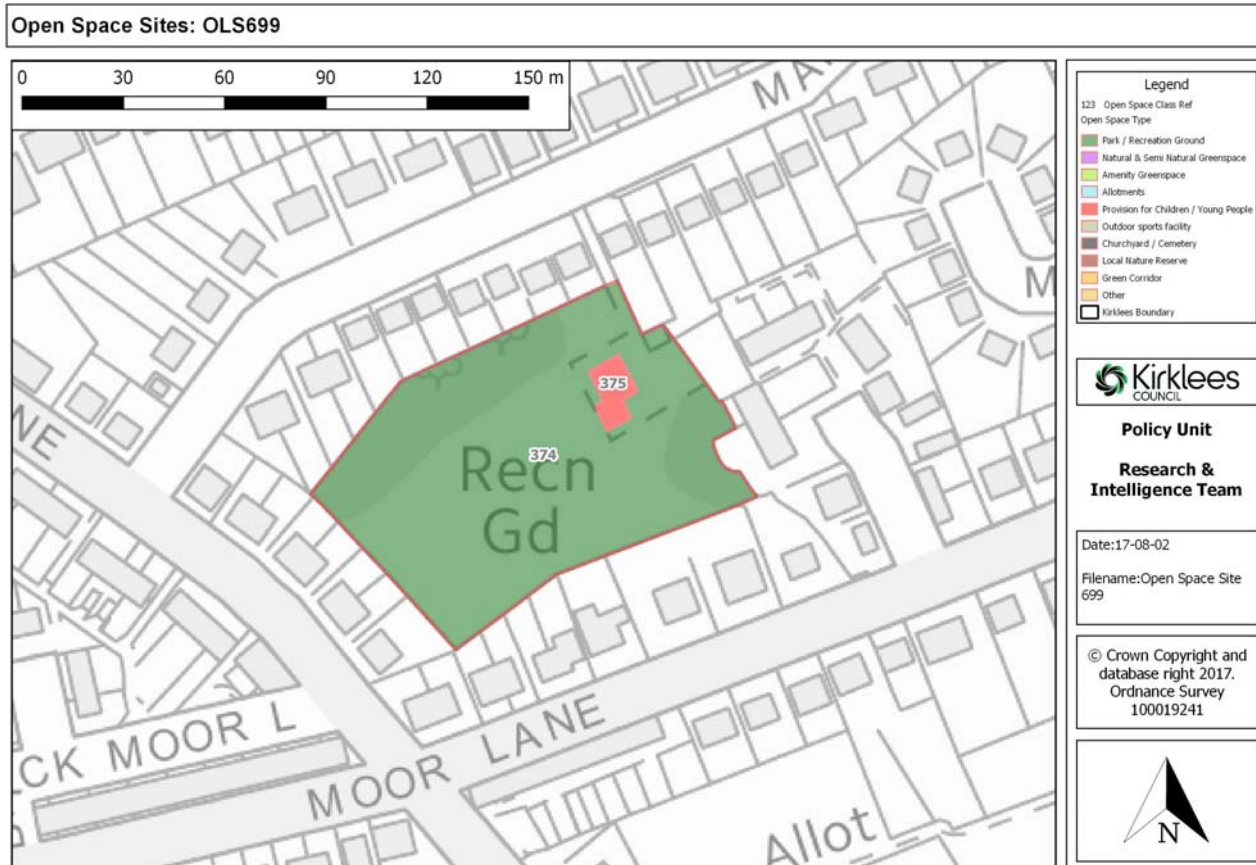 Open Space Sites: OLS699
0 30 60 90 120 150 m
MA
M
NE
374
375
Recn
Gd
CK MOOR L
MOOR LANE
Allot
Legend
123 Open Space Class Ref
Open Space Type
Park / Recreation Ground
Natural & Semi Natural Greenspace
Amenity Greenspace
Allotments
Provision for Children / Young People
Outdoor sports facility
Churchyard / Cemetery
Local Nature Reserve
Green Corridor
Other
Kirklees Boundary
Kirklees
COUNCIL
Policy Unit
Research &
Intelligence Team
Date:17-08-02
Filename:Open Space Site
699
© Crown Copyright and
database right 2017.
Ordnance Survey
100019241
N